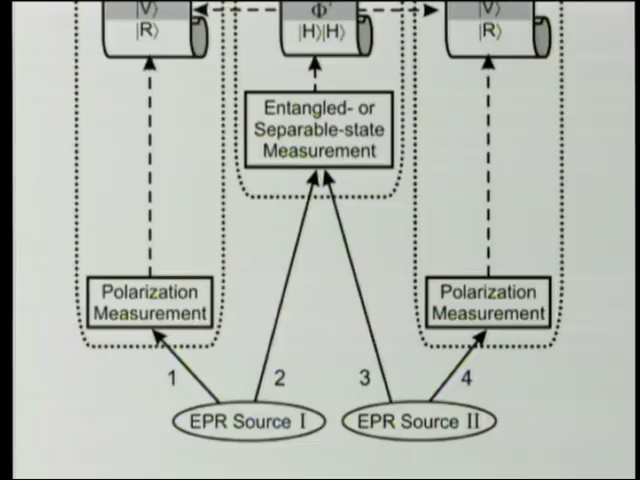 |V⟩
|R⟩
Φ
|H⟩|H⟩
|V⟩
|R⟩
Entangled- or
Separable-state
Measurement
Polarization
Measurement
Polarization
Measurement
1
2
3
4
EPR Source I
EPR Source II